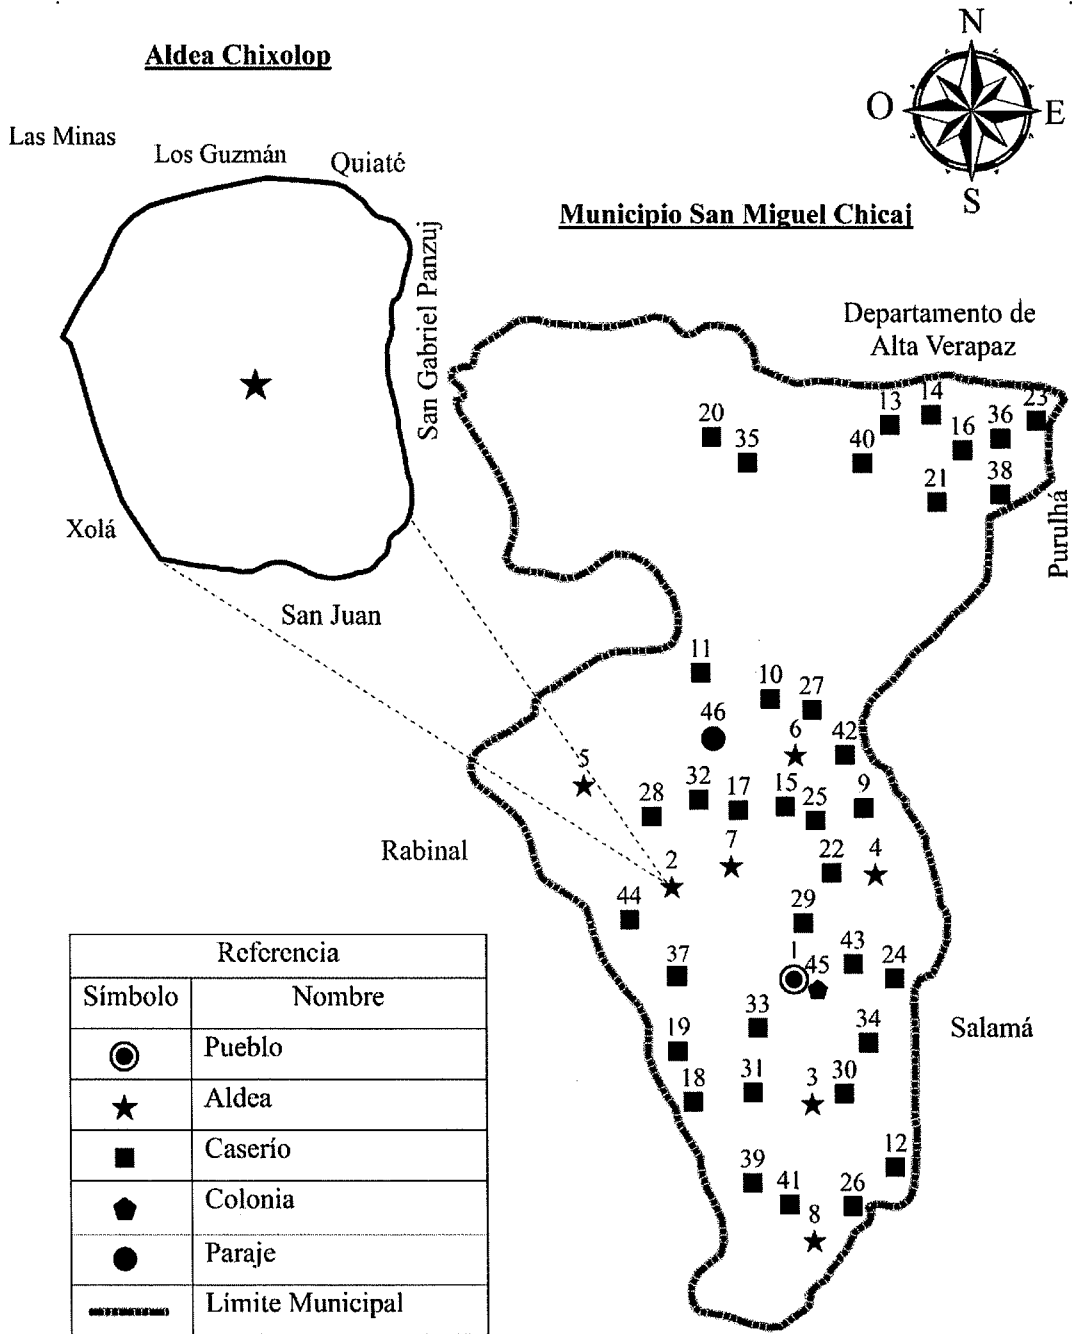 Aldea Chixolop
N
O
E
S
Las Minas
Los Guzmán
Quiaté
San Gabriel Panzuj
Xolá
San Juan
Municipio San Miguel Chicaj
Departamento de
Alta Verapaz
20
35
40
13
14
16
36
23
21
38
Purulhá
11
10
27
46
6
42
5
28
32
17
15
25
9
Rabinal
2
7
22
4
44
29
37
1
45
43
24
33
34
Salamá
19
18
31
3
30
12
39
41
26
8
Referencia
Símbolo Nombre
Pueblo
Aldea
Caserío
Colonia
Paraje
Límite Municipal